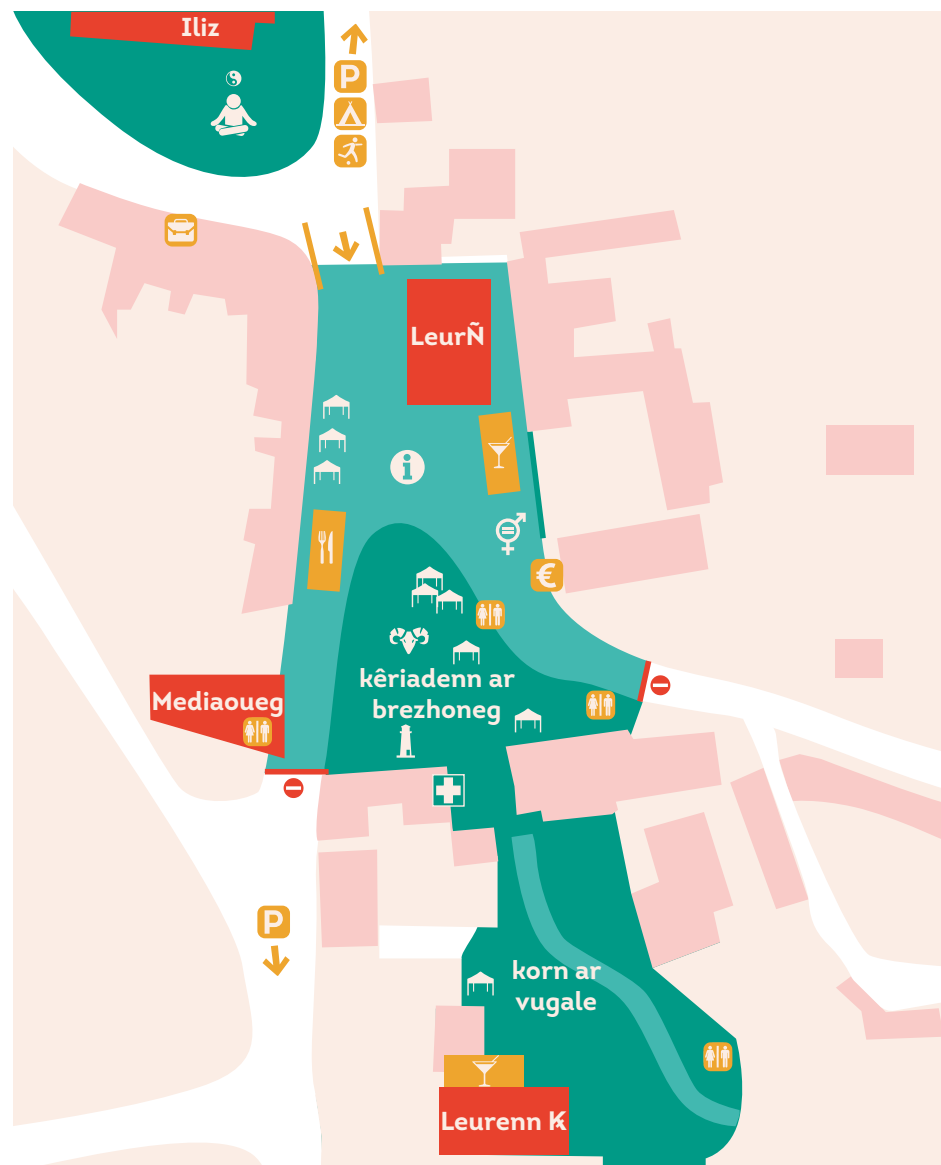 Iliz
P
LeurÑ
i
€
kêriadenn ar
brezhoneg
Mediaoueg
P
korn ar
vugale
Leurenn Ꝃ